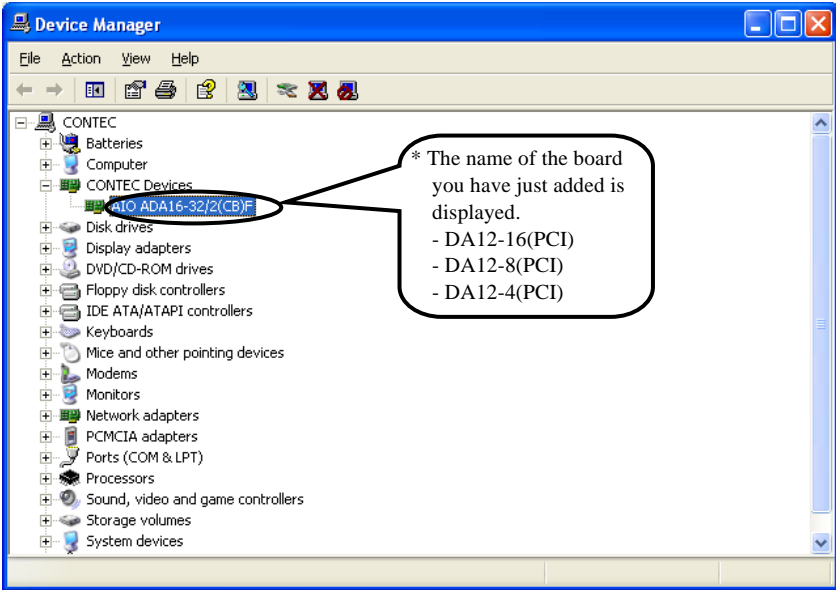 Device Manager
File Action View Help
CONTEC
Batteries
Computer
CONTEC Devices
AIO ADA16-32/2(CB)F
Disk drives
Display adapters
DVD/CD-ROM drives
Floppy disk controllers
IDE ATA/ATAPI controllers
Keyboards
Mice and other pointing devices
Modems
Monitors
Network adapters
PCMCIA adapters
Ports (COM & LPT)
Processors
Sound, video and game controllers
Storage volumes
System devices
* The name of the board
you have just added is
displayed.
- DA12-16(PCI)
- DA12-8(PCI)
- DA12-4(PCI)